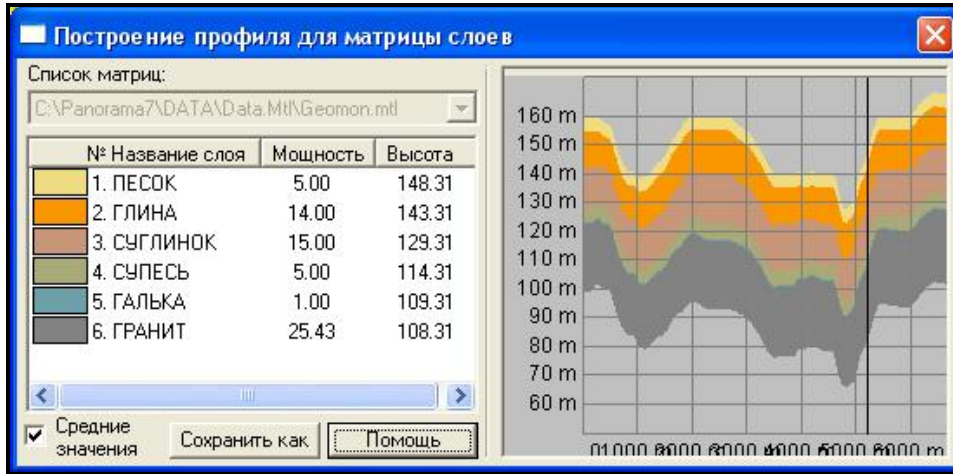 Построение профиля для матрицы слоев
Список матриц:
C:\Panorama7\DATA\Data.Mtl\Geomon.mtl
№ Название слоя Мощность Высота
1. ПЕСОК 5.00 148.31
2. ГЛИНА 14.00 143.31
3. СУГЛИНОК 15.00 129.31
4. СУПЕСЬ 5.00 114.31
5. ГАЛЬКА 1.00 109.31
6. ГРАНИТ 25.43 108.31
Средние значения
Сохранить как
Помощь
160 m
150 m
140 m
130 m
120 m
110 m
100 m
90 m
80 m
70 m
60 m